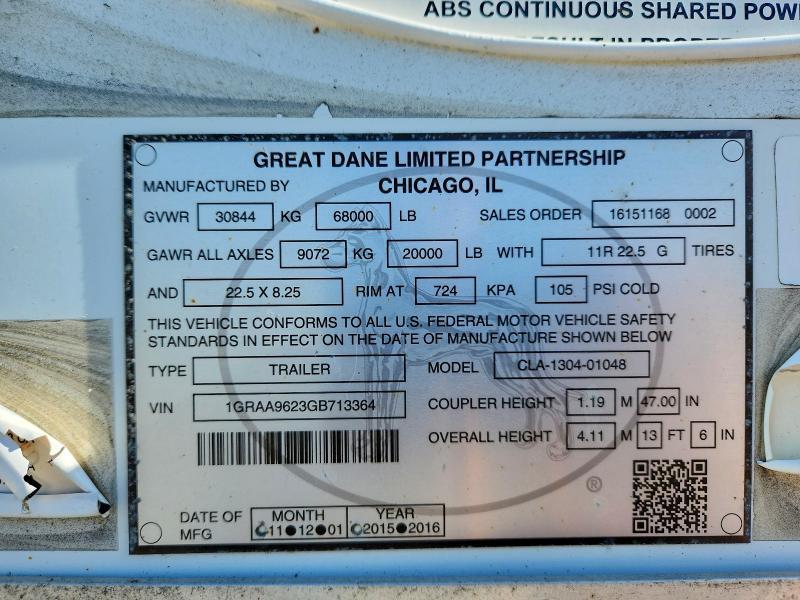 ABS CONTINUOUS SHARED POW
GREAT DANE LIMITED PARTNERSHIP
MANUFACTURED BY CHICAGO, IL
GVWR 30844 KG 68000 LB SALES ORDER 16151168 0002
GAWR ALL AXLES 9072 KG 20000 LB WITH 11R 22.5 G TIRES
AND 22.5 X 8.25 RIM AT 724 KPA 105 PSI COLD
THIS VEHICLE CONFORMS TO ALL U.S. FEDERAL MOTOR VEHICLE SAFETY
STANDARDS IN EFFECT ON THE DATE OF MANUFACTURE SHOWN BELOW
TYPE TRAILER MODEL CLA-1304-01048
VIN 1GRAA9623GB713364 COUPLER HEIGHT 1.19 M 47.00 IN
OVERALL HEIGHT 4.11 M 13 FT 6 IN
®
DATE OF MFG MONTH YEAR
11 12 01 2015 2016